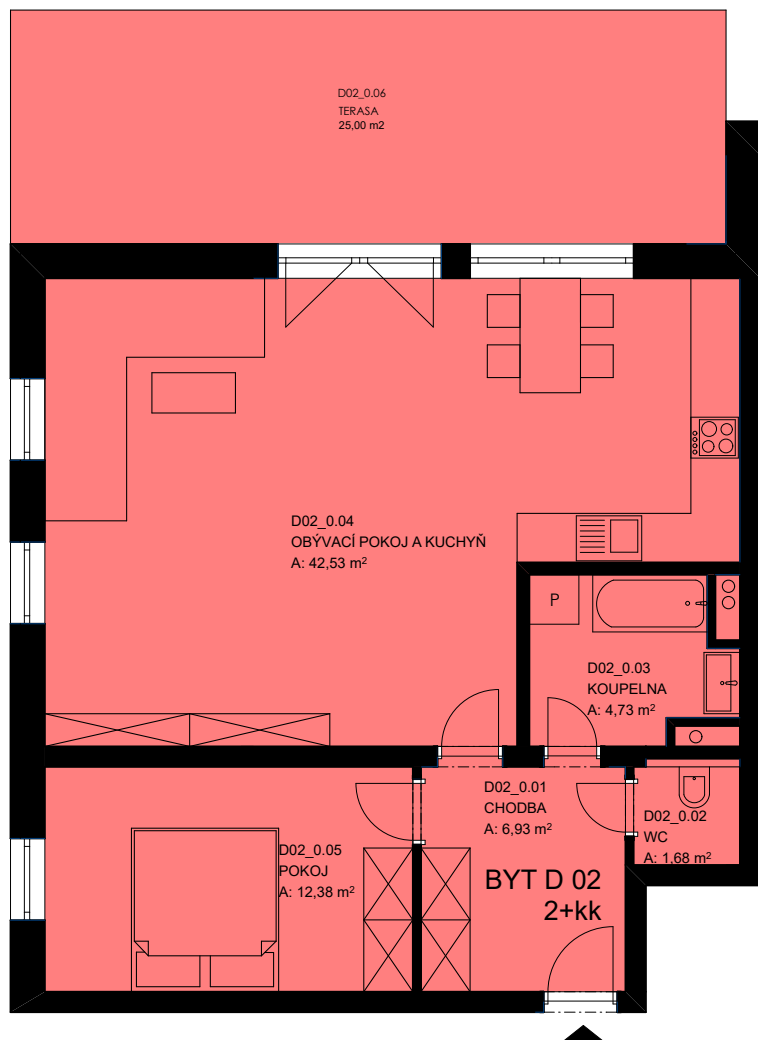 D02_0.06
TERASA
25,00 m2
D02_0.04
OBÝVACÍ POKOJ A KUCHYŇ
A: 42,53 m²
P
D02_0.03
KOUPELNA
A: 4,73 m²
D02_0.01
CHODBA
A: 6,93 m²
D02_0.02
WC
A: 1,68 m²
D02_0.05
POKOJ
A: 12,38 m²
BYT D 02
2+kk